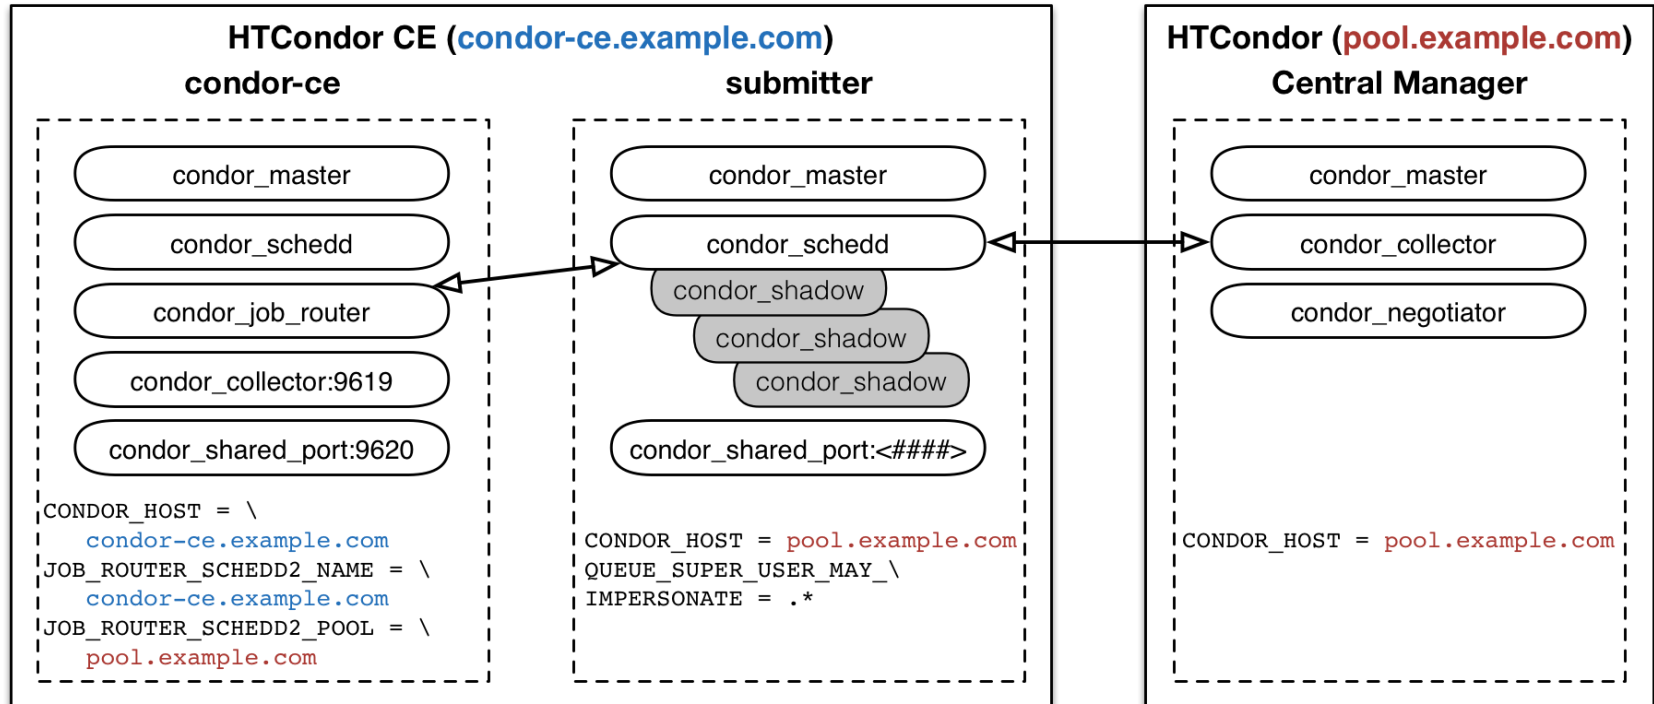 HTCondor CE (condor-ce.example.com)
condor-ce
condor_master
condor_schedd
condor_job_router
condor_collector:9619
condor_shared_port:9620
CONDOR_HOST = \
condor-ce.example.com
JOB_ROUTER_SCHEDD2_NAME = \
condor-ce.example.com
JOB_ROUTER_SCHEDD2_POOL = \
pool.example.com
submitter
condor_master
condor_schedd
condor_shadow
condor_shadow
condor_shadow
condor_shared_port:<####>
CONDOR_HOST = pool.example.com
QUEUE_SUPER_USER_MAY_\
IMPERSONATE = .*
HTCondor (pool.example.com)
Central Manager
condor_master
condor_collector
condor_negotiator
CONDOR_HOST = pool.example.com